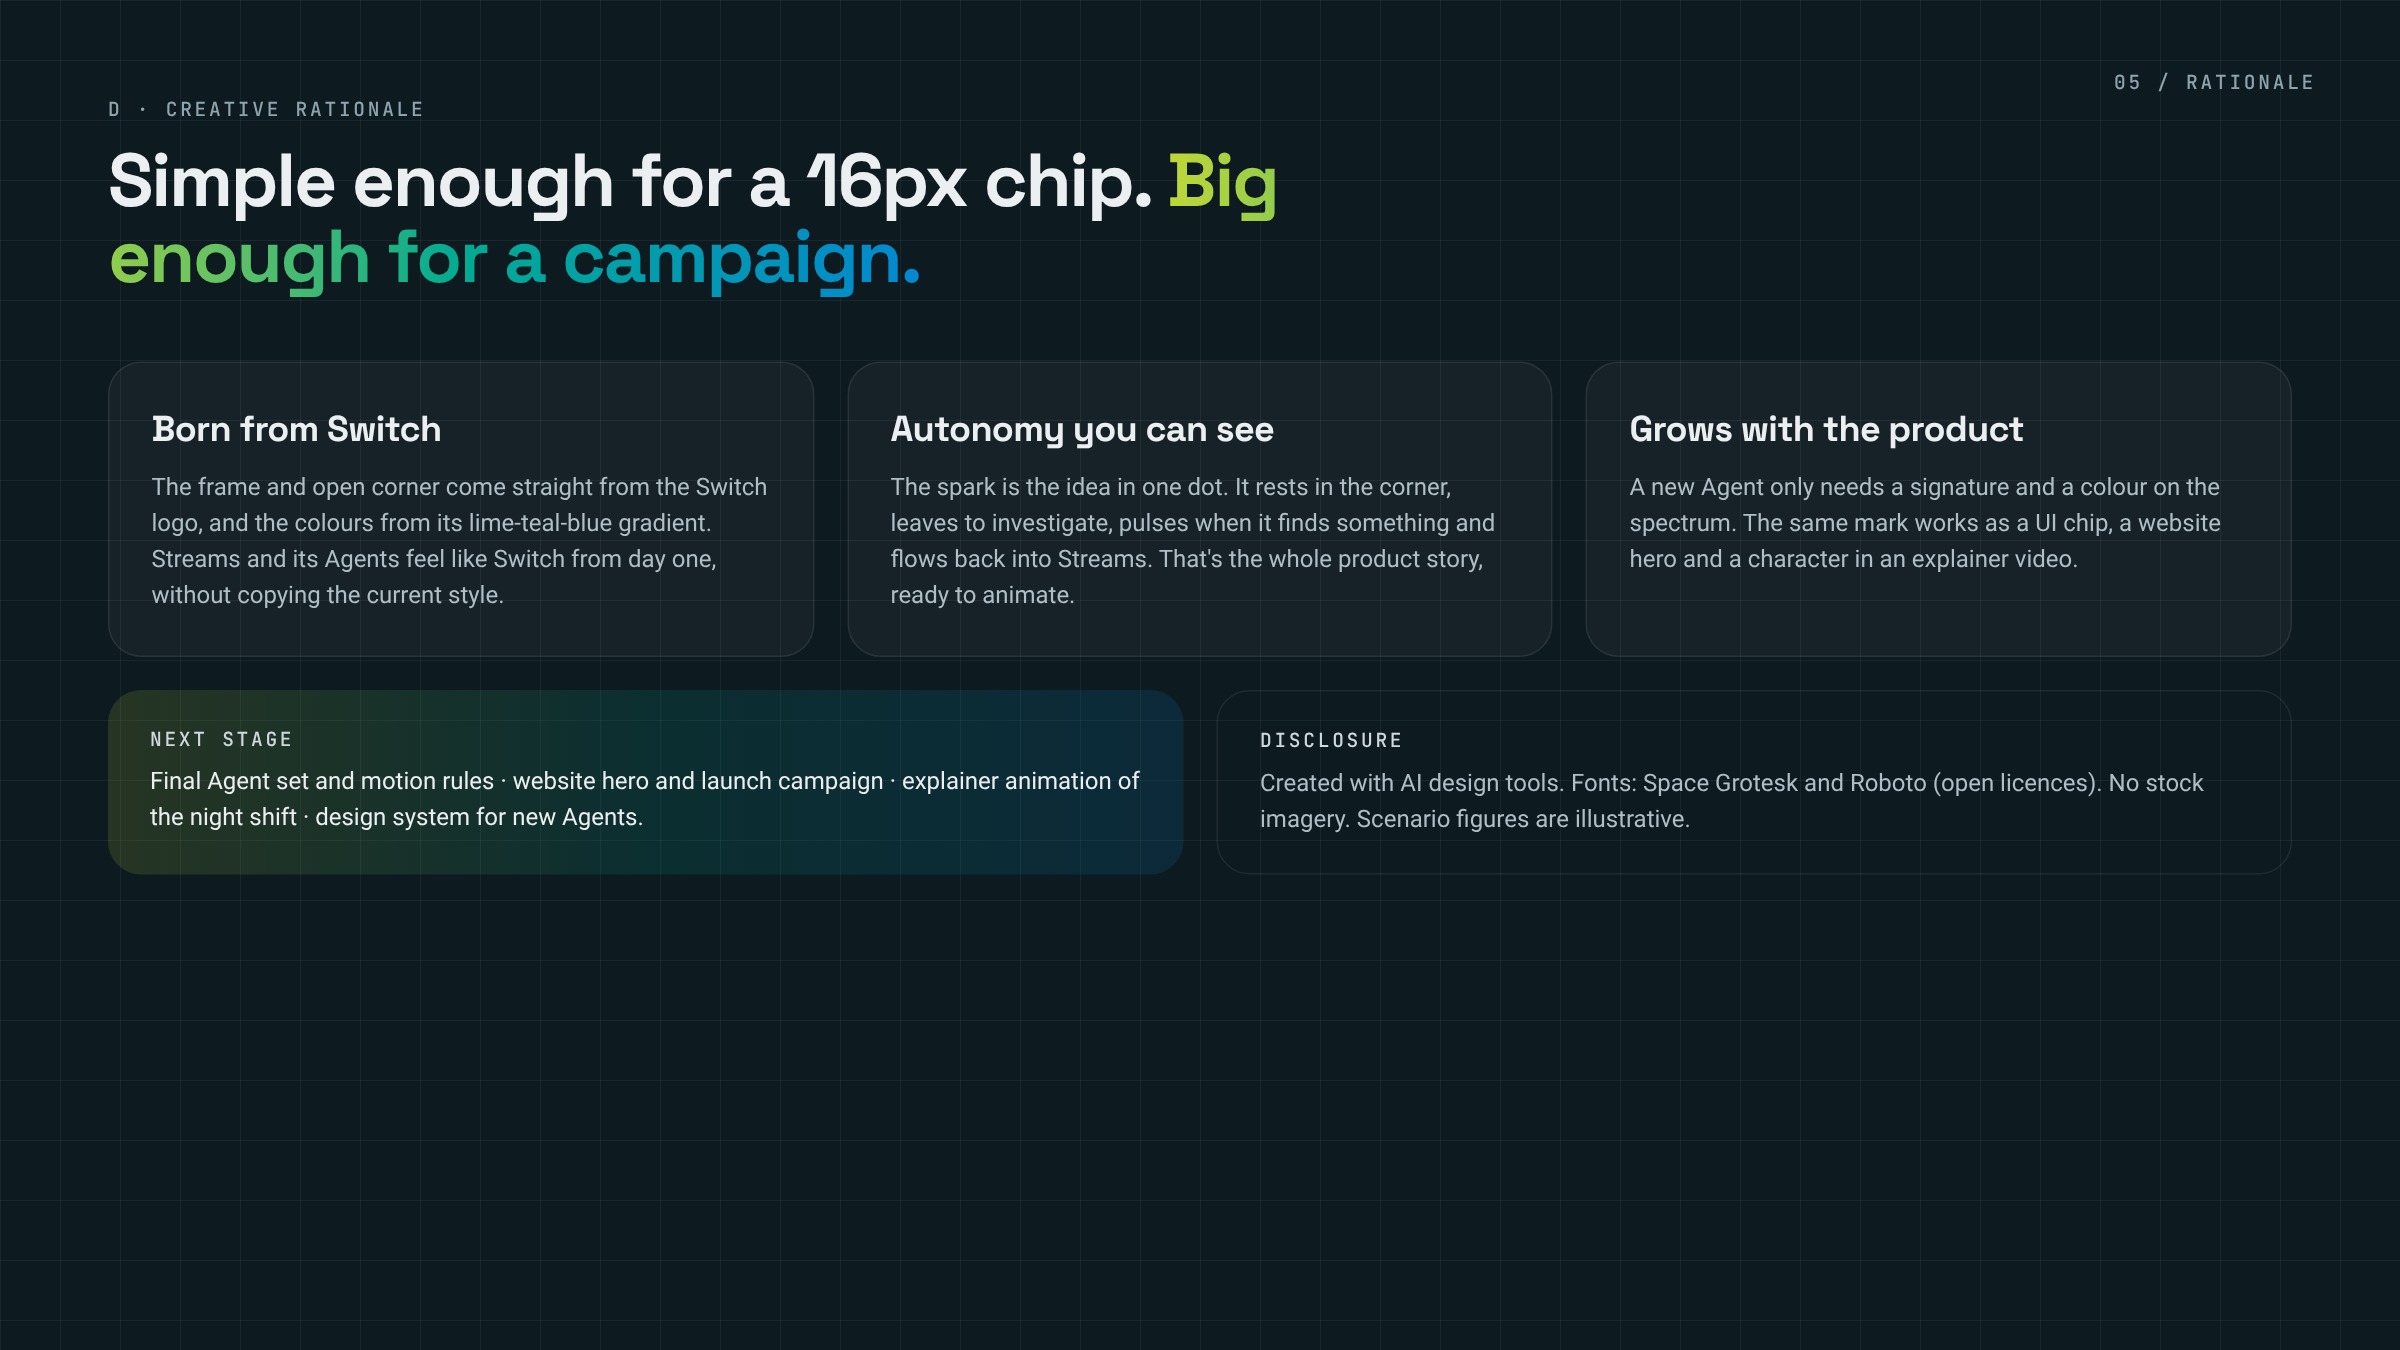 05 / RATIONALE
D · CREATIVE RATIONALE
Simple enough for a 16px chip. Big
enough for a campaign.
Born from Switch
The frame and open corner come straight from the Switch
logo, and the colours from its lime-teal-blue gradient.
Streams and its Agents feel like Switch from day one,
without copying the current style.
Autonomy you can see
The spark is the idea in one dot. It rests in the corner,
leaves to investigate, pulses when it finds something and
flows back into Streams. That's the whole product story,
ready to animate.
Grows with the product
A new Agent only needs a signature and a colour on the
spectrum. The same mark works as a UI chip, a website
hero and a character in an explainer video.
NEXT STAGE
Final Agent set and motion rules · website hero and launch campaign · explainer animation of
the night shift · design system for new Agents.
DISCLOSURE
Created with AI design tools. Fonts: Space Grotesk and Roboto (open licences). No stock
imagery. Scenario figures are illustrative.